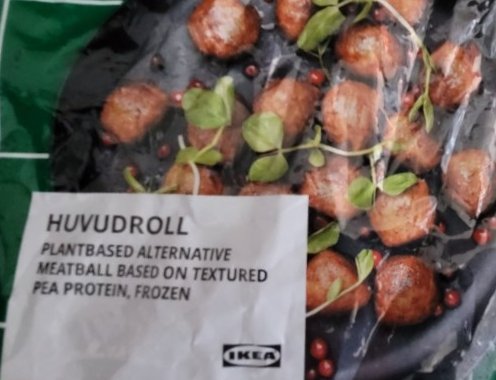 HUVUDROLL
PLANTBASED ALTERNATIVE
MEATBALL BASED ON TEXTURED
PEA PROTEIN, FROZEN
IKEA